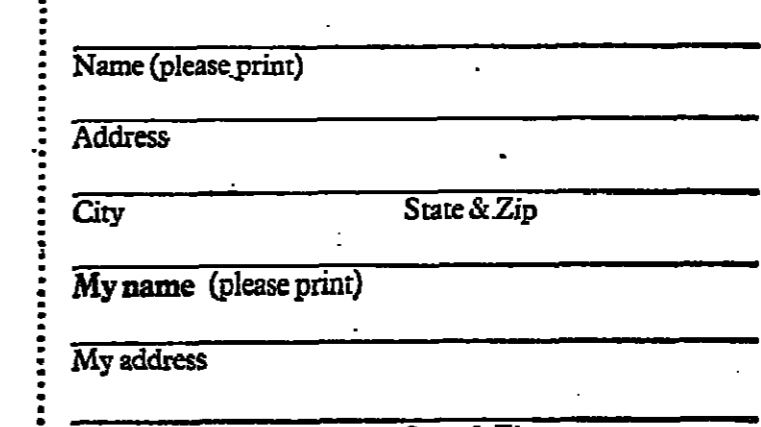 Name (please print)
Address
City State & Zip
My name (please print)
My address